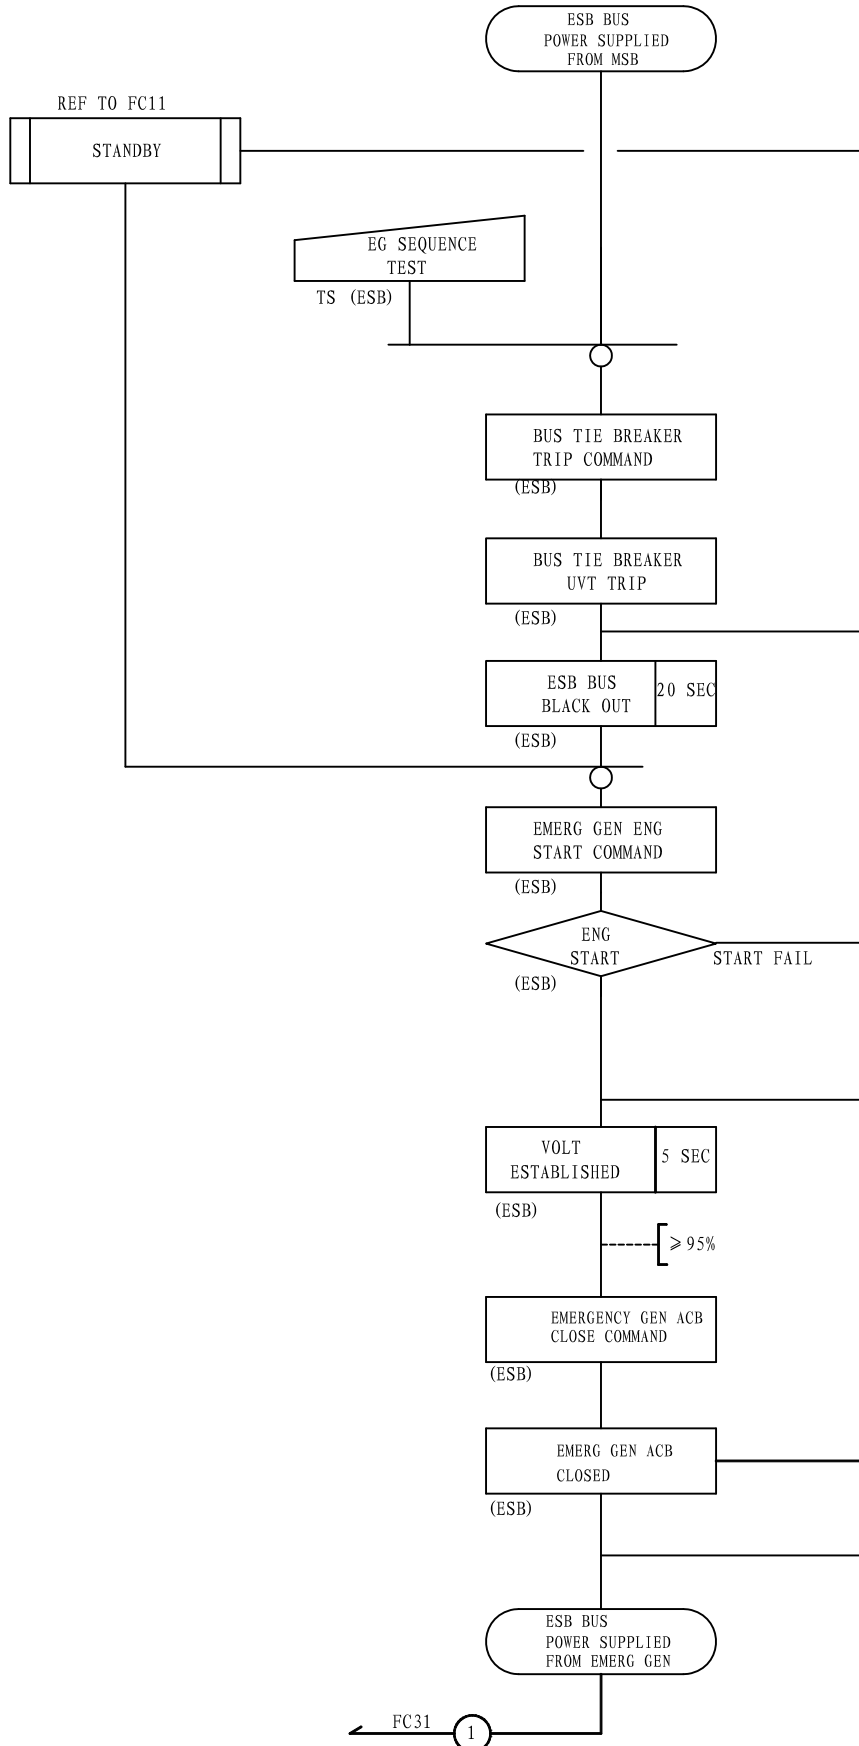 ESB BUS
POWER SUPPLIED
FROM MSB
REF TO FC11
STANDBY
EG SEQUENCE
TEST
TS (ESB)
BUS TIE BREAKER
TRIP COMMAND
(ESB)
BUS TIE BREAKER
UVT TRIP
(ESB)
ESB BUS
BLACK OUT
20 SEC
(ESB)
EMERG GEN ENG
START COMMAND
(ESB)
ENG
START
START FAIL
(ESB)
VOLT
ESTABLISHED
5 SEC
(ESB)
≥ 95%
EMERGENCY GEN ACB
CLOSE COMMAND
(ESB)
EMERG GEN ACB
CLOSED
(ESB)
ESB BUS
POWER SUPPLIED
FROM EMERG GEN
FC31
1